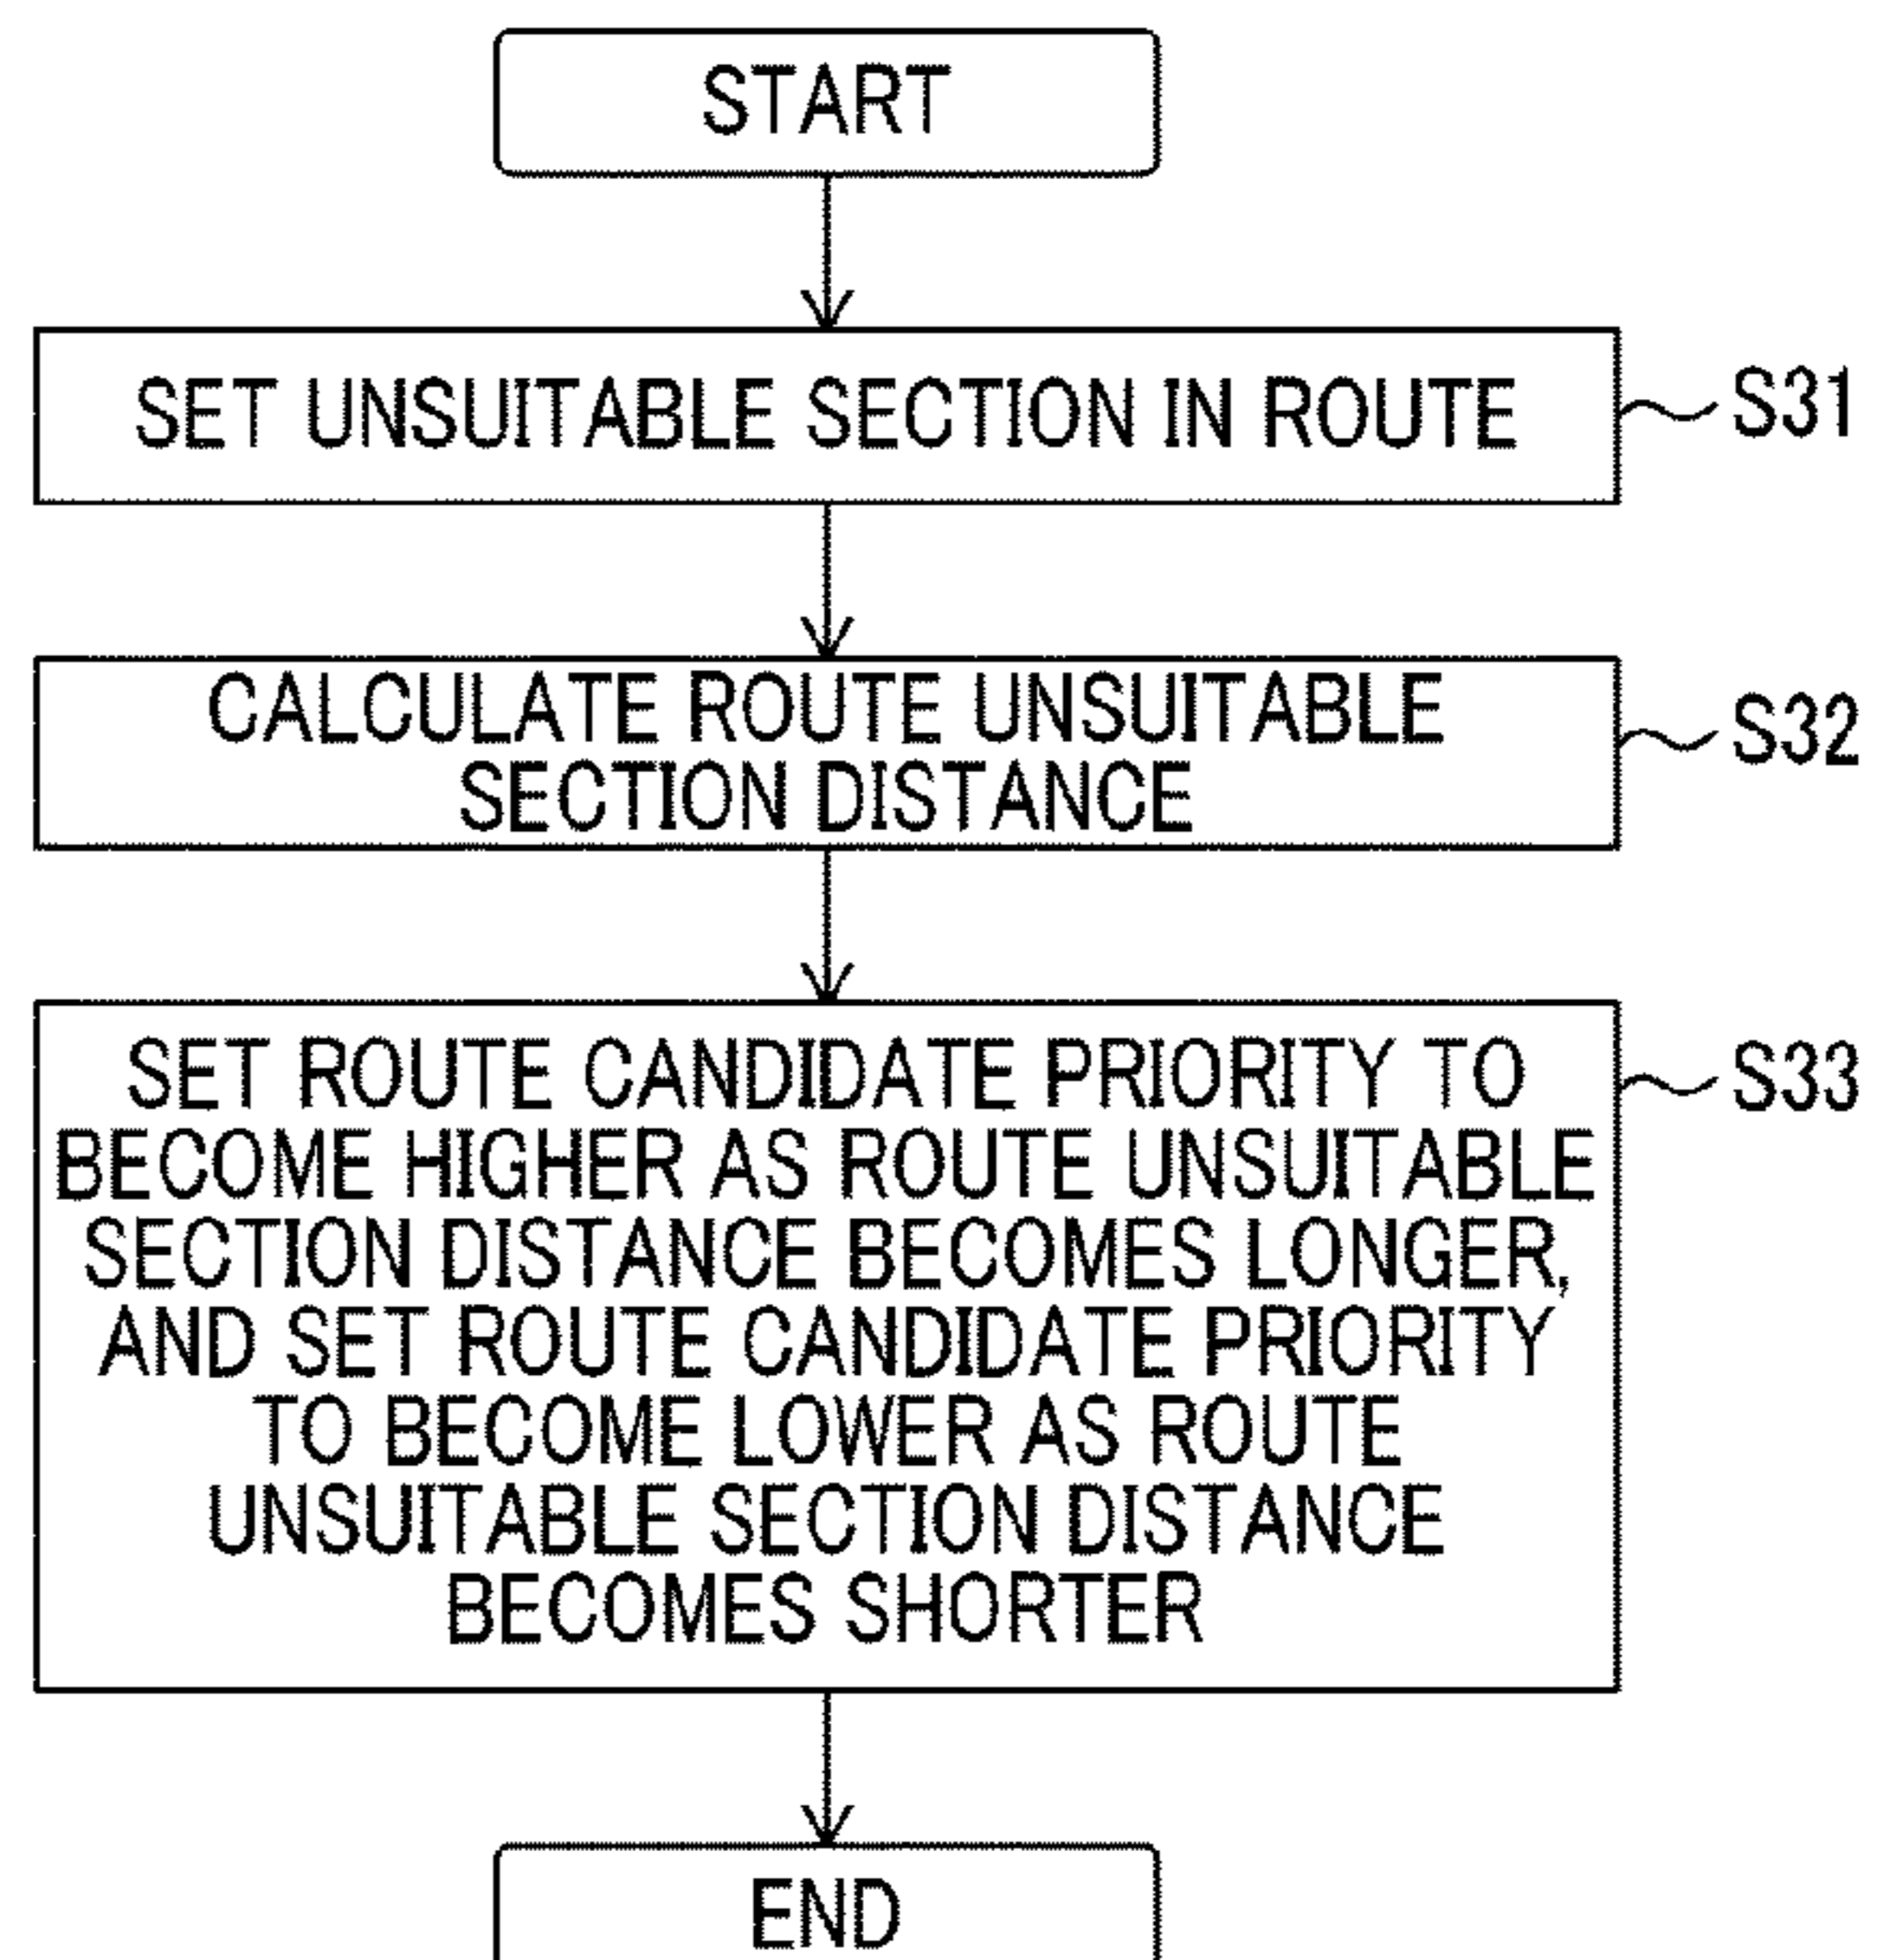 START
SET UNSUITABLE SECTION IN ROUTE
S31
CALCULATE ROUTE UNSUITABLE
SECTION DISTANCE
S32
SET ROUTE CANDIDATE PRIORITY TO
BECOME HIGHER AS ROUTE UNSUITABLE
SECTION DISTANCE BECOMES LONGER,
AND SET ROUTE CANDIDATE PRIORITY
TO BECOME LOWER AS ROUTE
UNSUITABLE SECTION DISTANCE
BECOMES SHORTER
S33
END